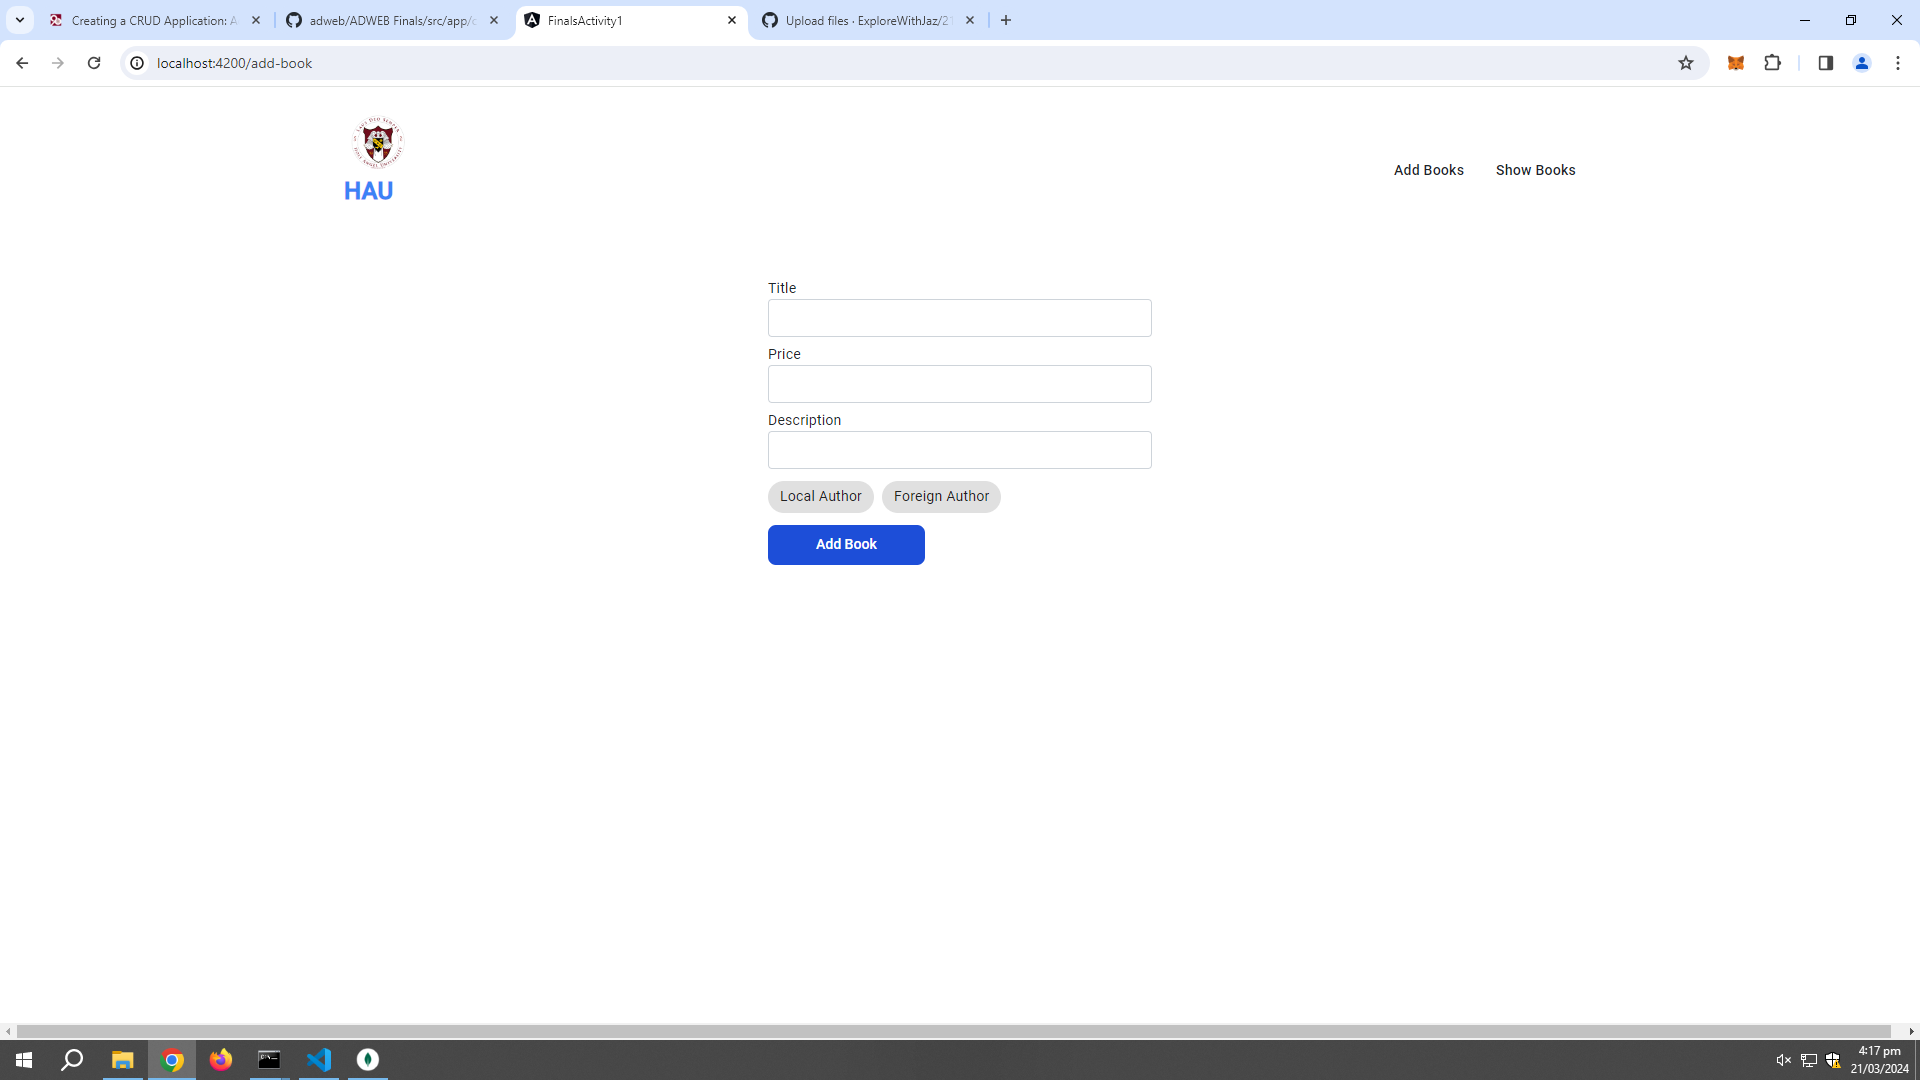 Creating a CRUD Application: A
adweb/ADWEB Finals/src/app/c
FinalsActivity1
Upload files · ExploreWithJaz/21
localhost:4200/add-book
HAU
Add Books
Show Books
Title
Price
Description
Local Author
Foreign Author
Add Book
4:17 pm
21/03/2024